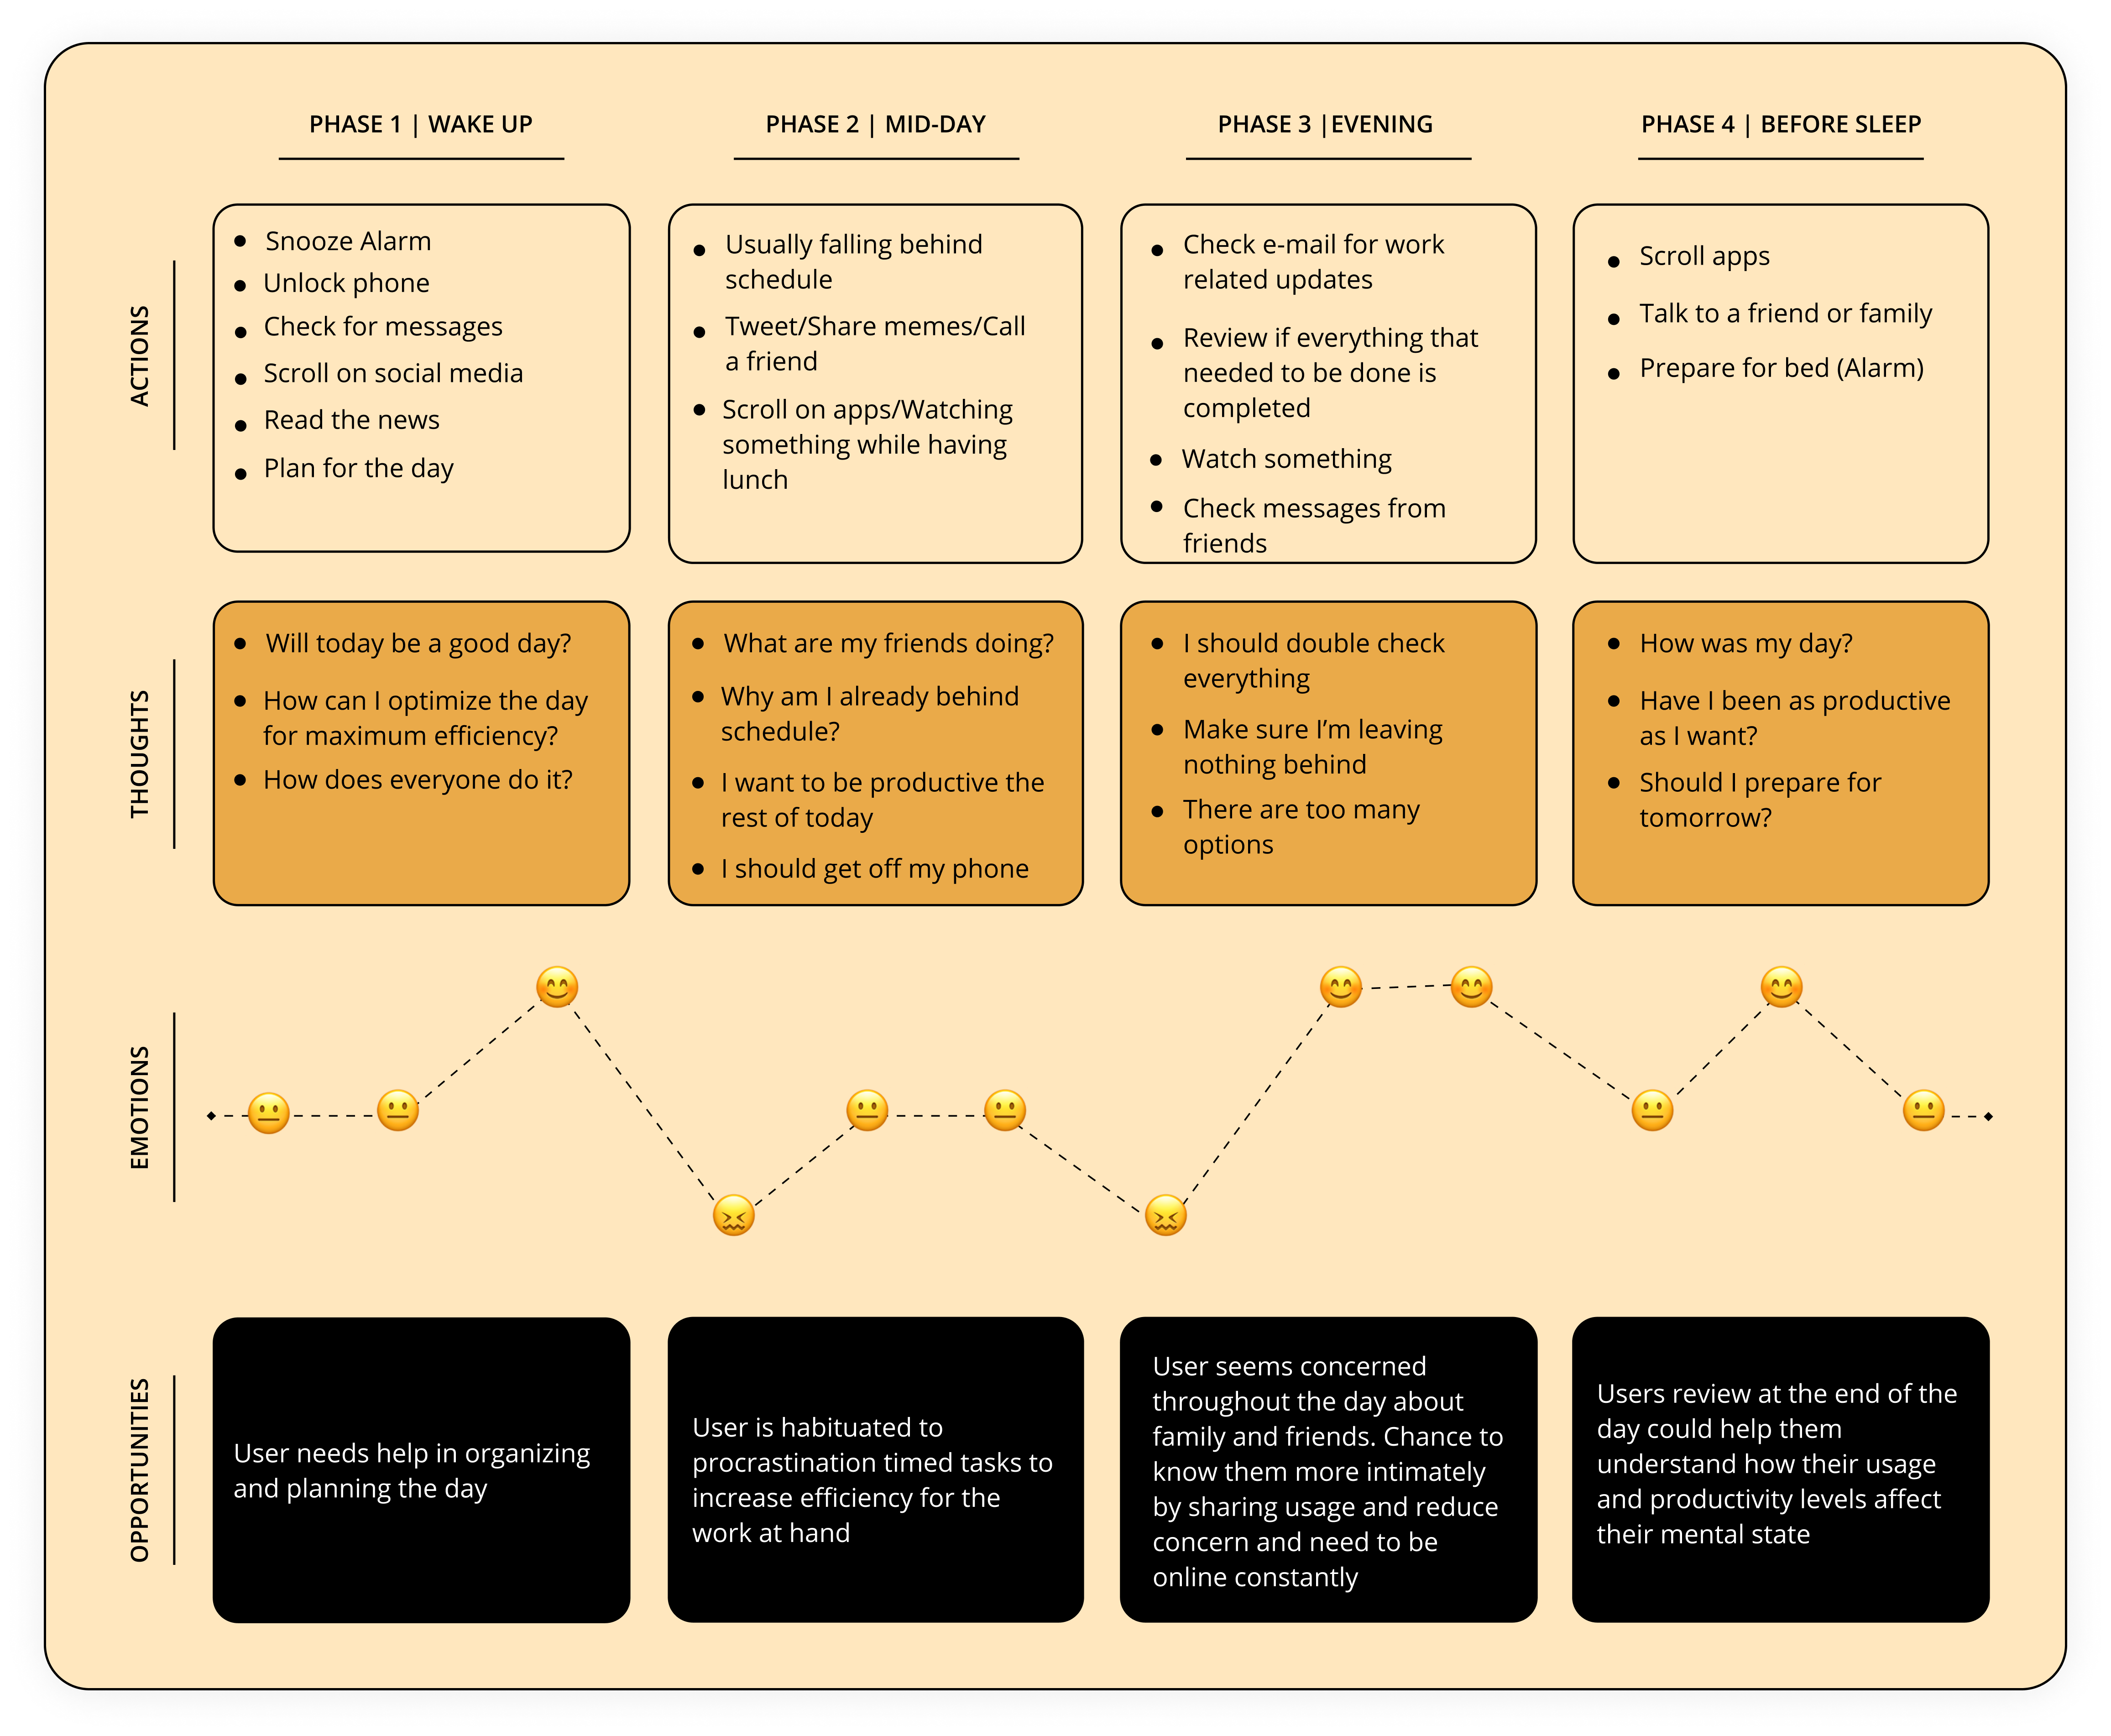 PHASE 1 | WAKE UP
PHASE 2 | MID-DAY
PHASE 3 |EVENING
PHASE 4 | BEFORE SLEEP
ACTIONS
• Snooze Alarm
• Unlock phone
• Check for messages
• Scroll on social media
• Read the news
• Plan for the day
• Usually falling behind
schedule
• Tweet/Share memes/Call
a friend
• Scroll on apps/Watching
something while having
lunch
• Check e-mail for work
related updates
• Review if everything that
needed to be done is
completed
• Watch something
• Check messages from
friends
• Scroll apps
• Talk to a friend or family
• Prepare for bed (Alarm)
THOUGHTS
• Will today be a good day?
• How can I optimize the day
for maximum efficiency?
• How does everyone do it?
• What are my friends doing?
• Why am I already behind
schedule?
• I want to be productive the
rest of today
• I should get off my phone
• I should double check
everything
• Make sure I’m leaving
nothing behind
• There are too many
options
• How was my day?
• Have I been as productive
as I want?
• Should I prepare for
tomorrow?
EMOTIONS
OPPORTUNITIES
User needs help in organizing
and planning the day
User is habituated to
procrastination timed tasks to
increase efficiency for the
work at hand
User seems concerned
throughout the day about
family and friends. Chance to
know them more intimately
by sharing usage and reduce
concern and need to be
online constantly
Users review at the end of the
day could help them
understand how their usage
and productivity levels affect
their mental state